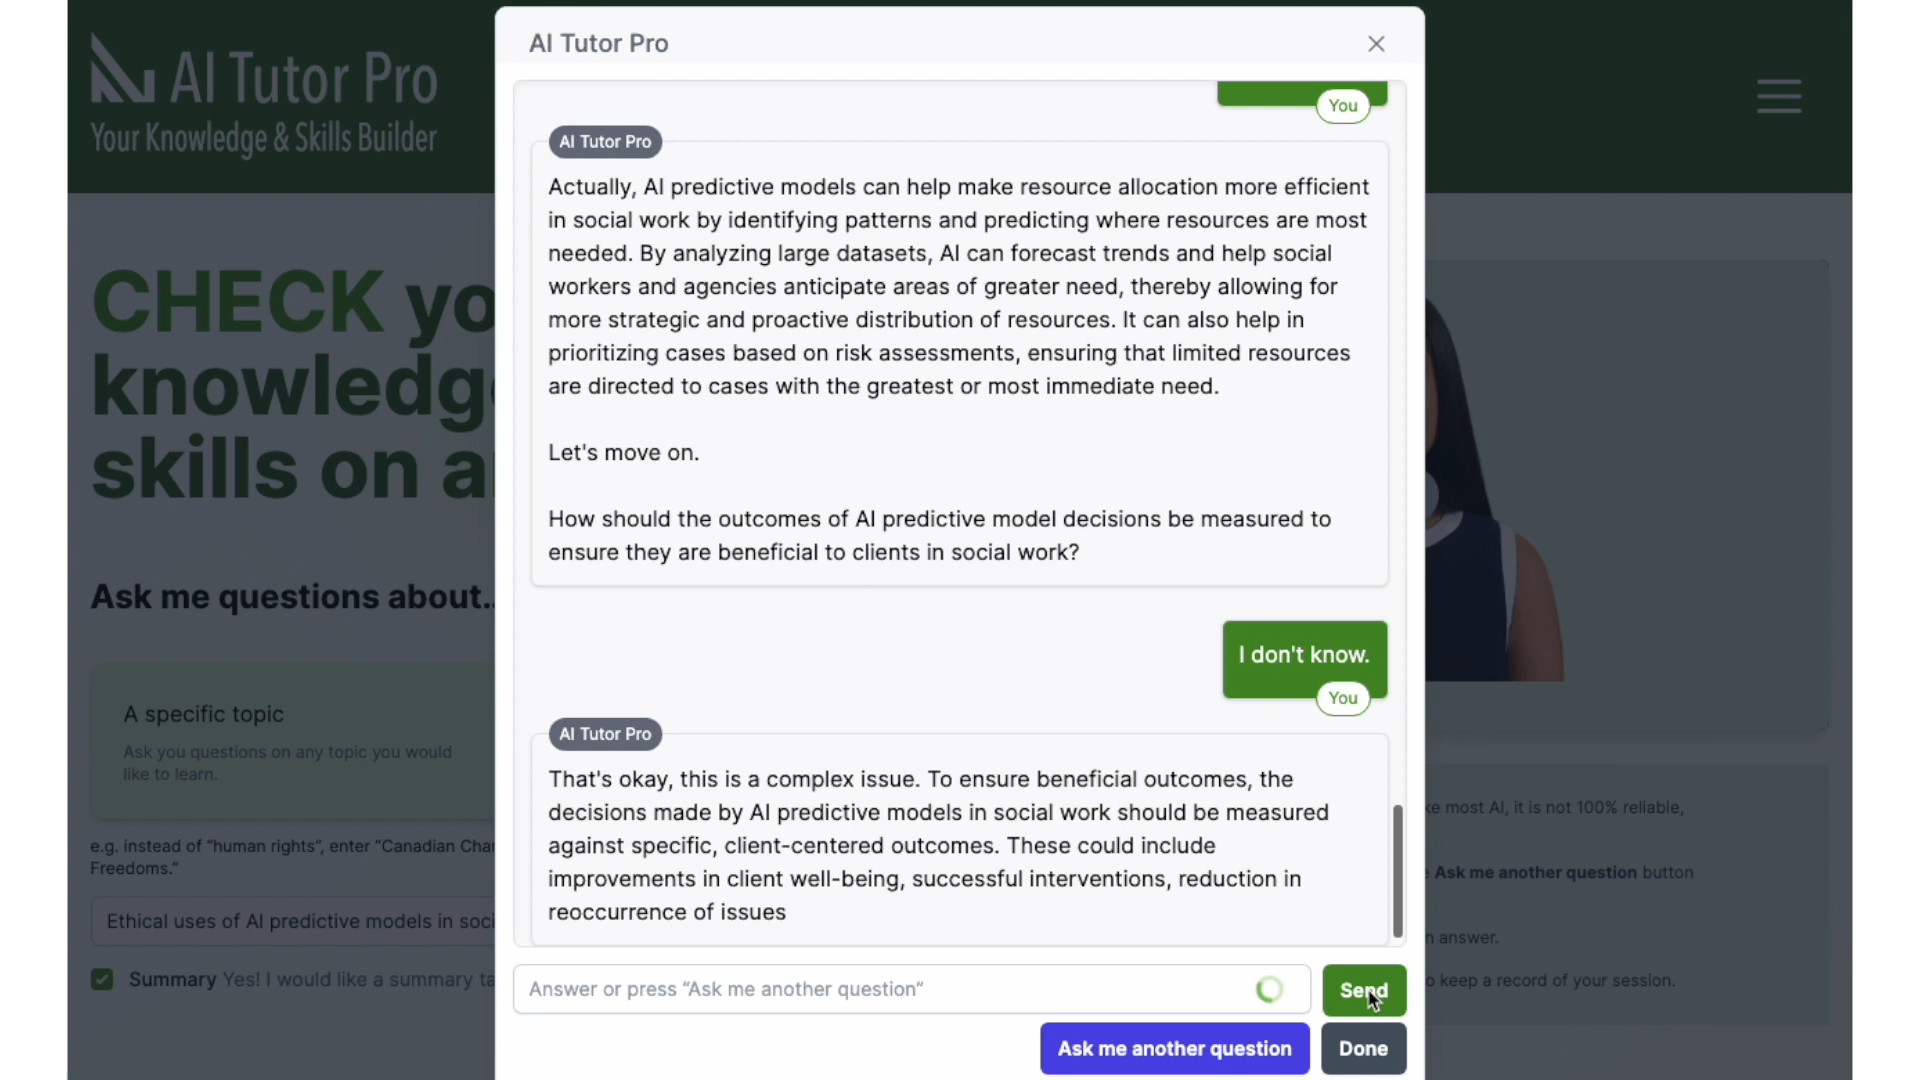 AI Tutor Pro
Your Knowledge & Skills Builder
CHECK yo
knowledge
skills on a
Ask me questions about..
A specific topic
Ask you questions on any topic you would
like to learn.
e.g. instead of "human rights", enter "Canadian Char
Freedoms."
Ethical uses of AI predictive models in soci
Summary Yes! I would like a summary ta
AI Tutor Pro
You
AI Tutor Pro
Actually, AI predictive models can help make resource allocation more efficient
in social work by identifying patterns and predicting where resources are most
needed. By analyzing large datasets, AI can forecast trends and help social
workers and agencies anticipate areas of greater need, thereby allowing for
more strategic and proactive distribution of resources. It can also help in
prioritizing cases based on risk assessments, ensuring that limited resources
are directed to cases with the greatest or most immediate need.
Let's move on.
How should the outcomes of AI predictive model decisions be measured to
ensure they are beneficial to clients in social work?
I don't know.
You
AI Tutor Pro
That's okay, this is a complex issue. To ensure beneficial outcomes, the
decisions made by AI predictive models in social work should be measured
against specific, client-centered outcomes. These could include
improvements in client well-being, successful interventions, reduction in
reoccurrence of issues
Answer or press "Ask me another question"
Send
Ask me another question
Done
ke most AI, it is not 100% reliable,
Ask me another question button
n answer.
o keep a record of your session.